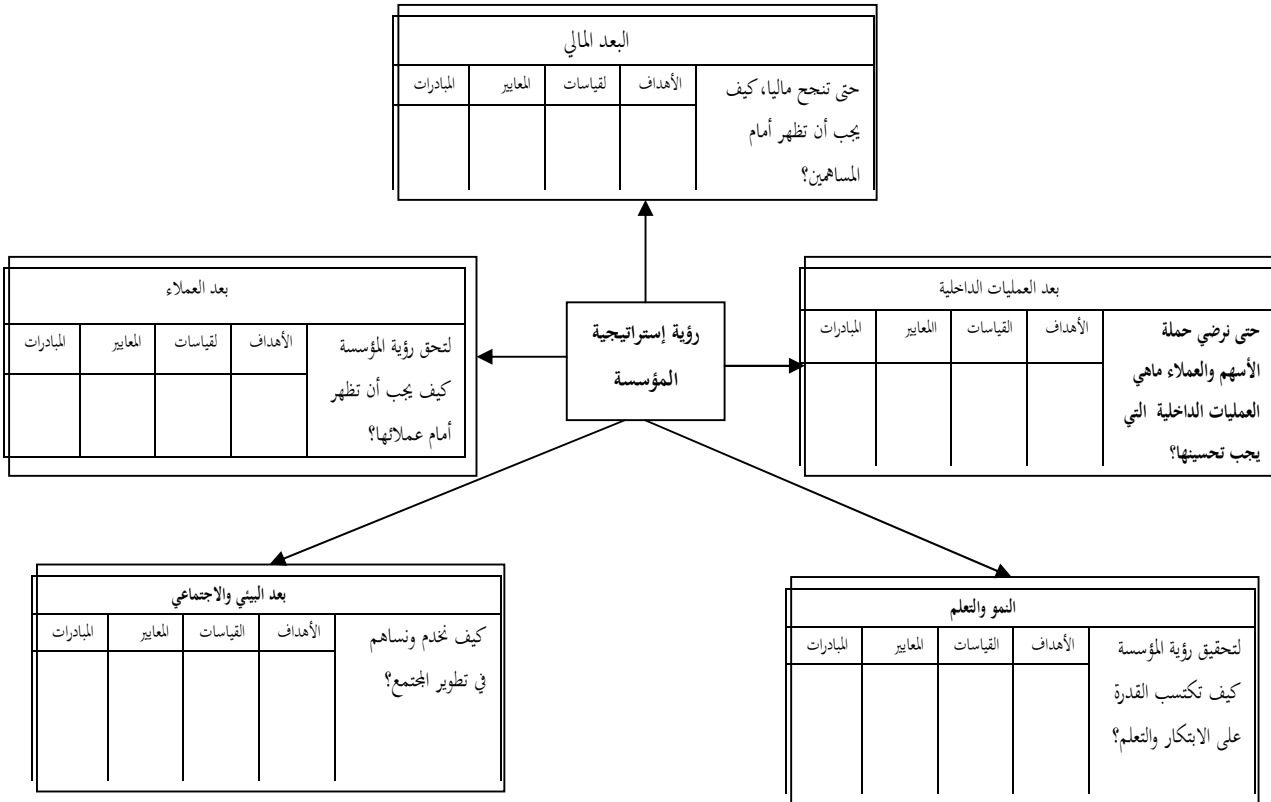 البعد المالي
حتى تنجح ماليا، كيف
يجب أن تظهر أمام
المساهمين؟
الأهداف
لقياسات
المعايير
المبادرات
بعد العمليات الداخلية
حتى نرضي حملة
الأسهم والعملاء ماهي
العمليات الداخلية التي
يجب تحسينها؟
الأهداف
القياسات
االمعايير
المبادرات
رؤية إستراتيجية
المؤسسة
بعد العملاء
لتحق رؤية المؤسسة
كيف يجب أن تظهر
أمام عملائها؟
الأهداف
لقياسات
المعايير
المبادرات
النمو والتعلم
لتحقيق رؤية المؤسسة
كيف تكتسب القدرة
على الابتكار والتعلم؟
الأهداف
القياسات
المعايير
المبادرات
بعد البيئي والاجتماعي
كيف نخدم ونساهم
في تطوير المجتمع؟
الأهداف
القياسات
المعايير
المبادرات